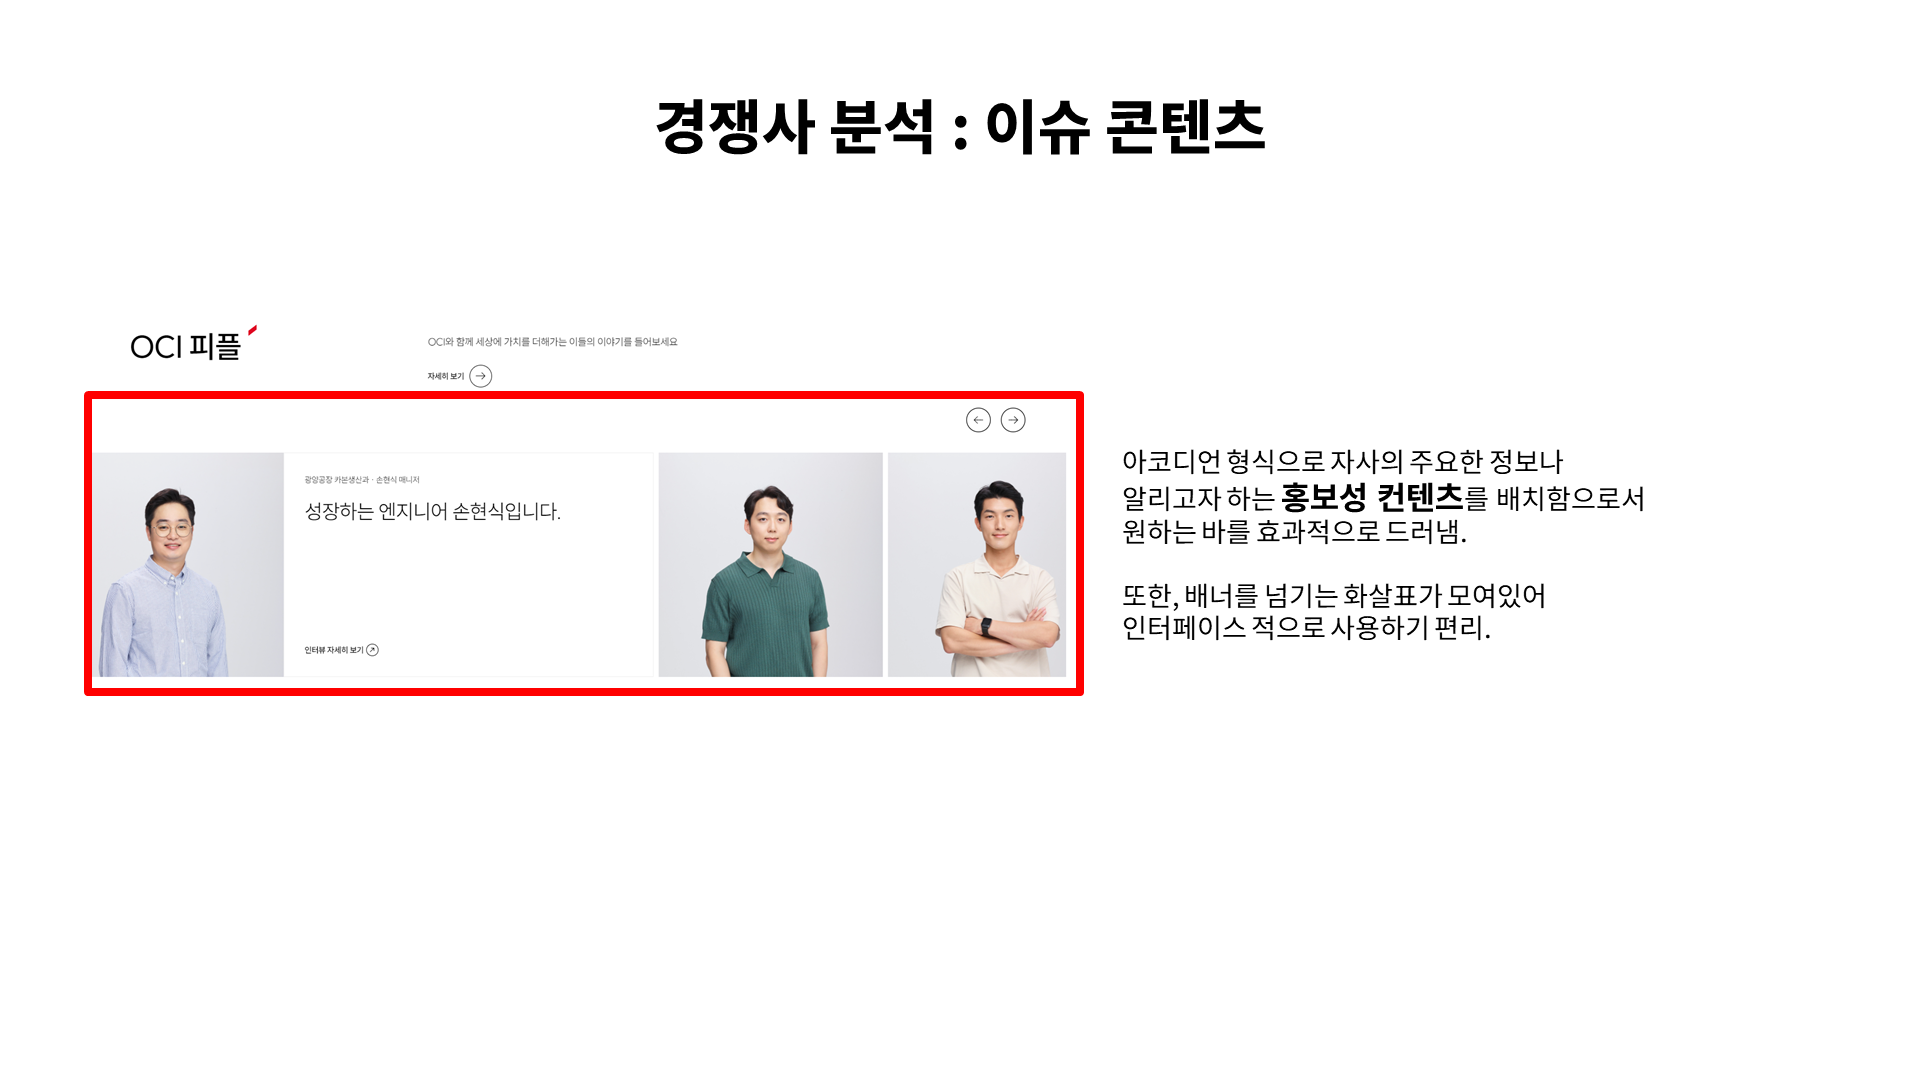 경쟁사 분석 : 이슈 콘텐츠
OCI 피플
OCI와 함께 세상에 가치를 더해가는 이들의 이야기를 들어보세요
자세히 보기
광양공장 카본생산과 · 손현식 매니저
성장하는 엔지니어 손현식입니다.
인터뷰 자세히 보기
아코디언 형식으로 자사의 주요한 정보나
알리고자 하는 홍보성 컨텐츠를 배치함으로서
원하는 바를 효과적으로 드러냄.
또한, 배너를 넘기는 화살표가 모여있어
인터페이스 적으로 사용하기 편리.